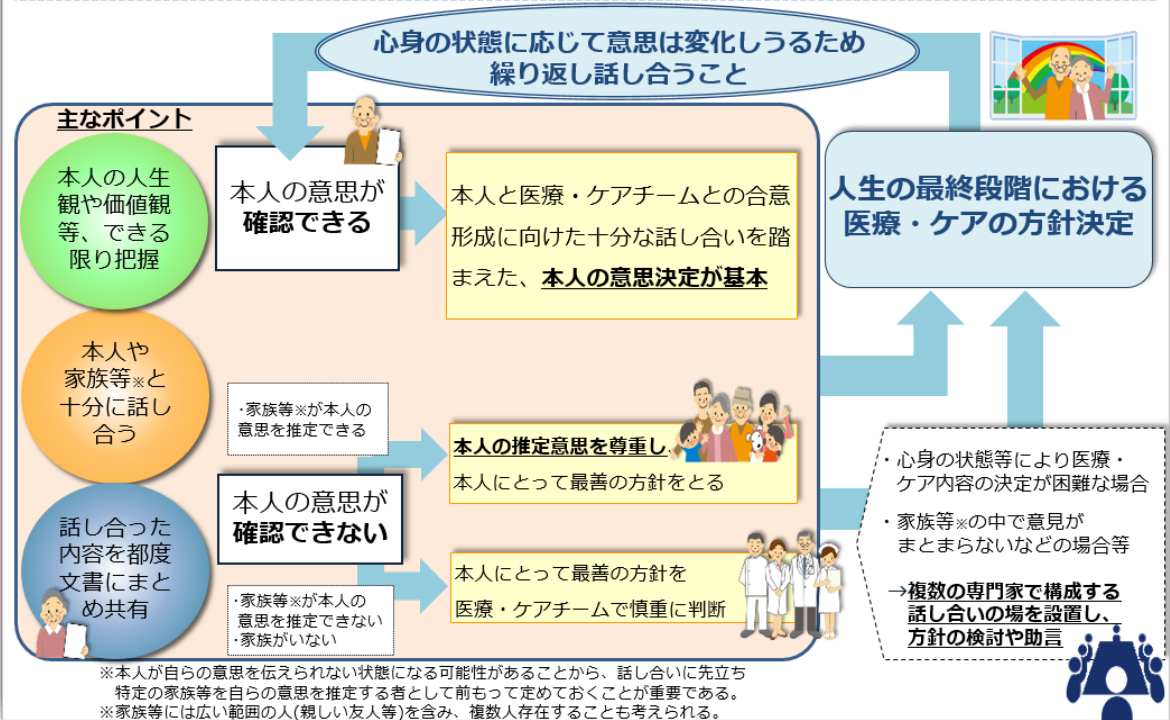 心身の状態に応じて意思は変化しうるため
繰り返し話し合うこと
主なポイント
本人の人生
観や価値観
等、できる
限り把握
本人や
家族等※と
十分に話し
合う
話し合った
内容を都度
文書にまと
め共有
本人の意思が
確認できる
本人と医療・ケアチームとの合意
形成に向けた十分な話し合いを踏
まえた、本人の意思決定が基本
人生の最終段階における
医療・ケアの方針決定
・家族等※が本人の
意思を推定できる
本人の意思が
確認できない
・家族等※が本人の
意思を推定できない
・家族がいない
本人の推定意思を尊重し、
本人にとって最善の方針をとる
本人にとって最善の方針を
医療・ケアチームで慎重に判断
・心身の状態等により医療・
ケア内容の決定が困難な場合
・家族等※の中で意見が
まとまらないなどの場合等
→複数の専門家で構成する
話し合いの場を設置し、
方針の検討や助言
※本人が自らの意思を伝えられない状態になる可能性があることから、話し合いに先立ち
特定の家族等を自らの意思を推定する者として前もって定めておくことが重要である。
※家族等には広い範囲の人(親しい友人等)を含み、複数人存在することも考えられる。